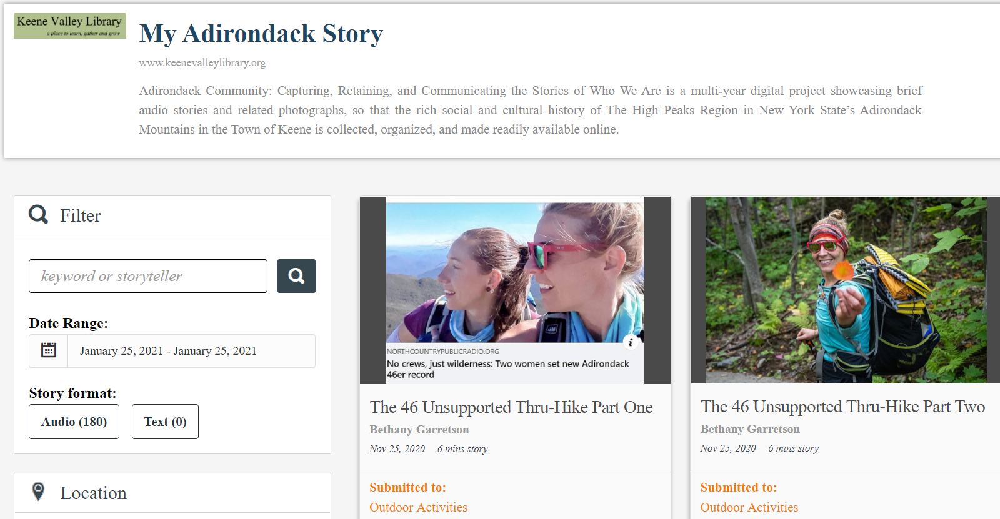 Keene Valley Library
a place to learn, gather and grow
My Adirondack Story
www.keenevalleylibrary.org
Adirondack Community: Capturing, Retaining, and Communicating the Stories of Who We Are is a multi-year digital project showcasing brief
audio stories and related photographs, so that the rich social and cultural history of The High Peaks Region in New York State’s Adirondack
Mountains in the Town of Keene is collected, organized, and made readily available online.
Filter
keyword or storyteller
Date Range:
January 25, 2021 - January 25, 2021
Story format:
Audio (180)
Text (0)
Location
i
NORTHCOUNTRYPUBLICRADIO.ORG
No crews, just wilderness: Two women set new Adirondack
46er record
The 46 Unsupported Thru-Hike Part One
Bethany Garretson
Nov 25, 2020 6 mins story
Submitted to:
Outdoor Activities
The 46 Unsupported Thru-Hike Part Two
Bethany Garretson
Nov 25, 2020 6 mins story
Submitted to:
Outdoor Activities